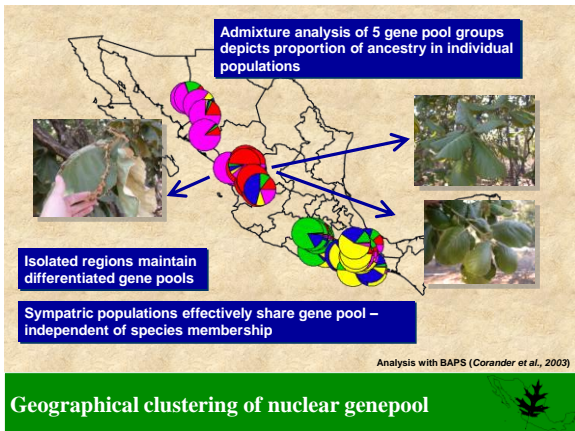 Admixture analysis of 5 gene pool groups
depicts proportion of ancestry in individual
populations
Isolated regions maintain
differentiated gene pools
Sympatric populations effectively share gene pool –
independent of species membership
Analysis with BAPS (Corander et al., 2003)
Geographical clustering of nuclear genepool